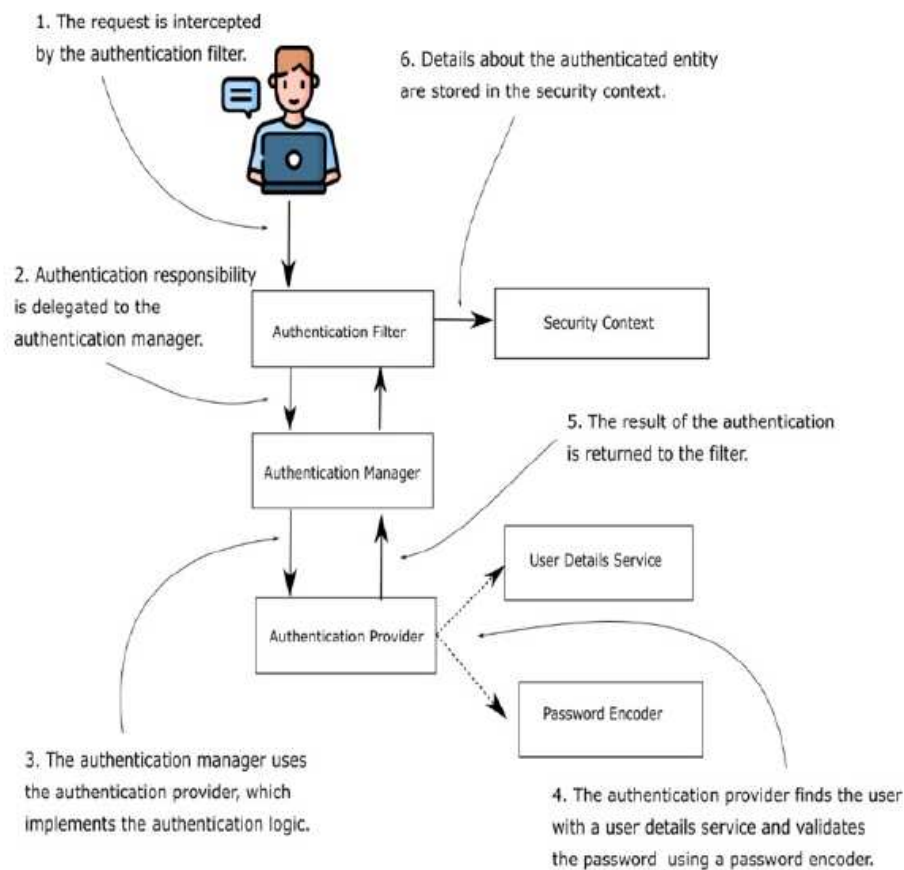 1. The request is intercepted
by the authentication filter.
6. Details about the authenticated entity
are stored in the security context.
2. Authentication responsibility
is delegated to the
authentication manager.
Authentication Filter
Security Context
5. The result of the authentication
is returned to the filter.
Authentication Manager
User Details Service
Authentication Provider
Password Encoder
3. The authentication manager uses
the authentication provider, which
implements the authentication logic.
4. The authentication provider finds the user
with a user details service and validates
the password using a password encoder.